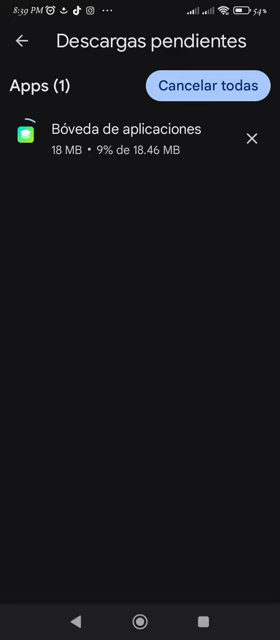 8:39 PM ... 54%
Descargas pendientes
Apps (1)
Cancelar todas
Bóveda de aplicaciones
18 MB • 9% de 18.46 MB